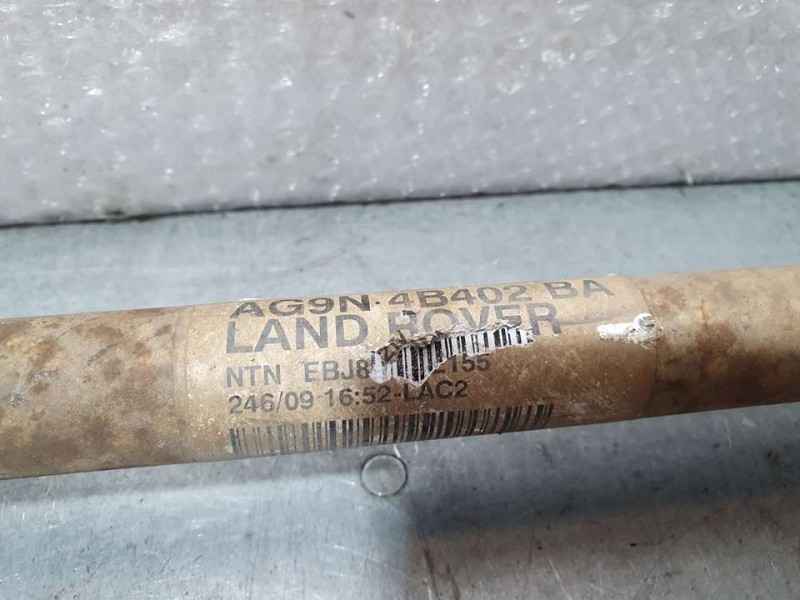 AG9N·4B402 BA
LAND ROVER
NTN
246/09 16:52-LAC2